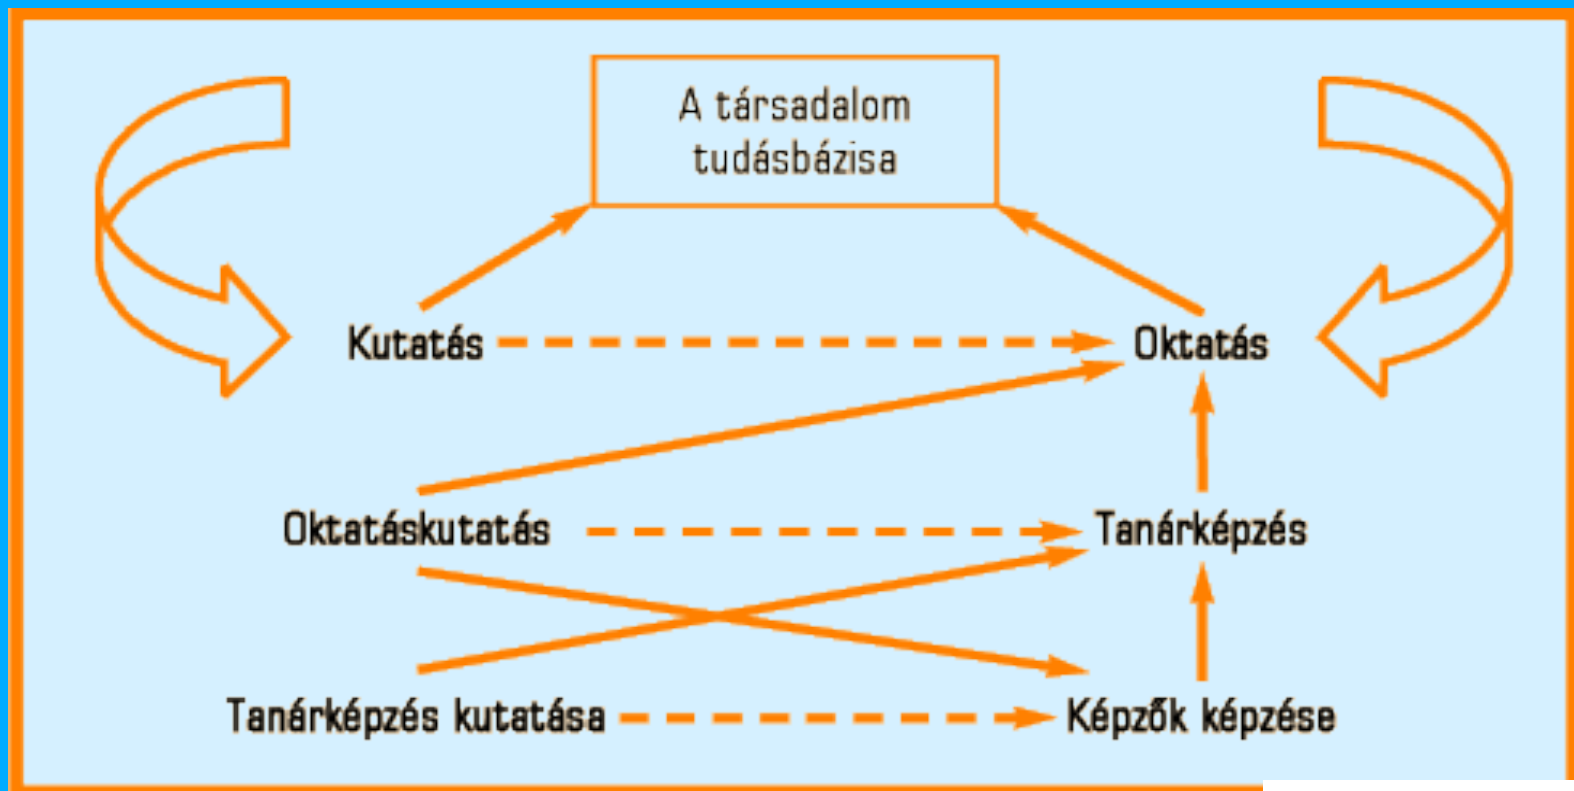 A társadalom
tudásbázisa
Kutatás
Oktatás
Oktatáskutatás
Tanárképzés
Tanárképzés kutatása
Képzők képzése